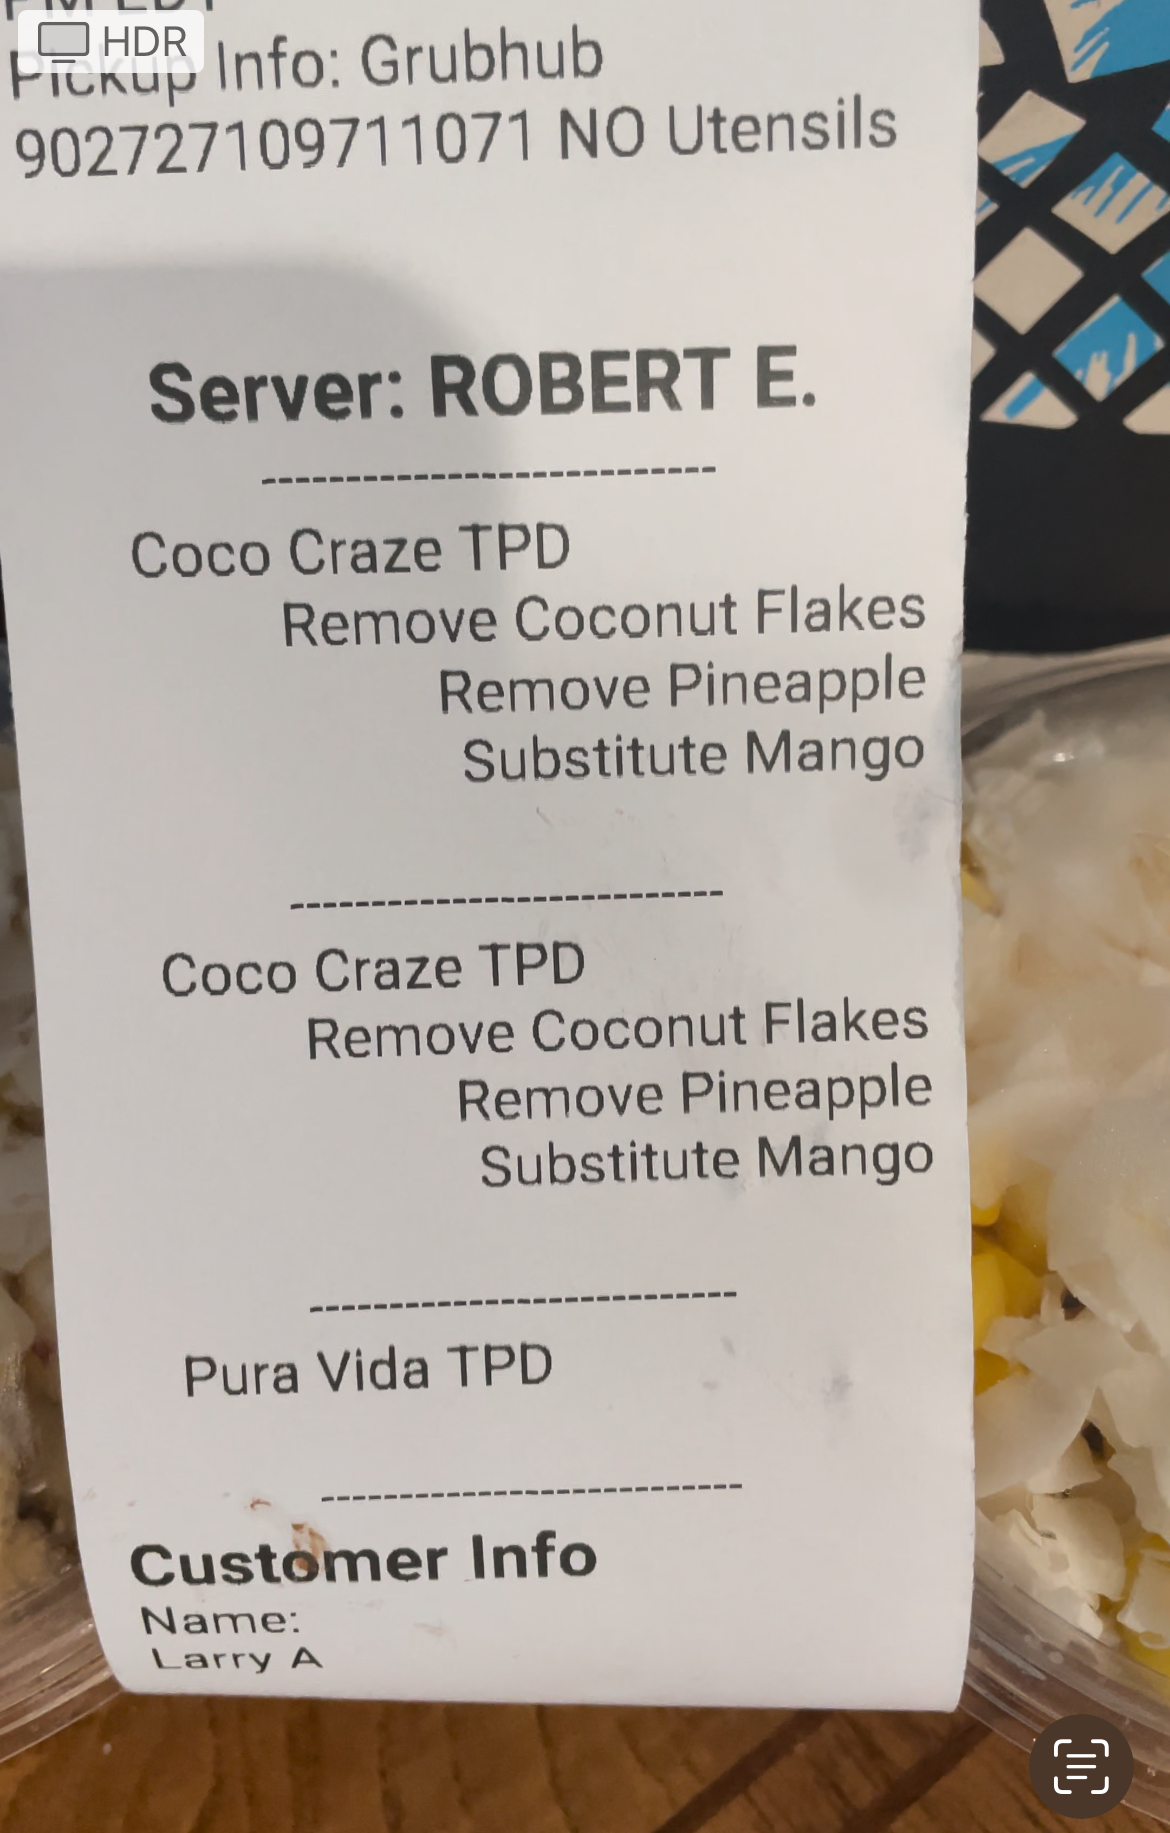 HDR
Pickup Info: Grubhub
902727109711071 NO Utensils
Server: ROBERT E.
----------------------------
Coco Craze TPD
Remove Coconut Flakes
Remove Pineapple
Substitute Mango
----------------------------
Coco Craze TPD
Remove Coconut Flakes
Remove Pineapple
Substitute Mango
----------------------------
Pura Vida TPD
----------------------------
Customer Info
Name:
Larry A